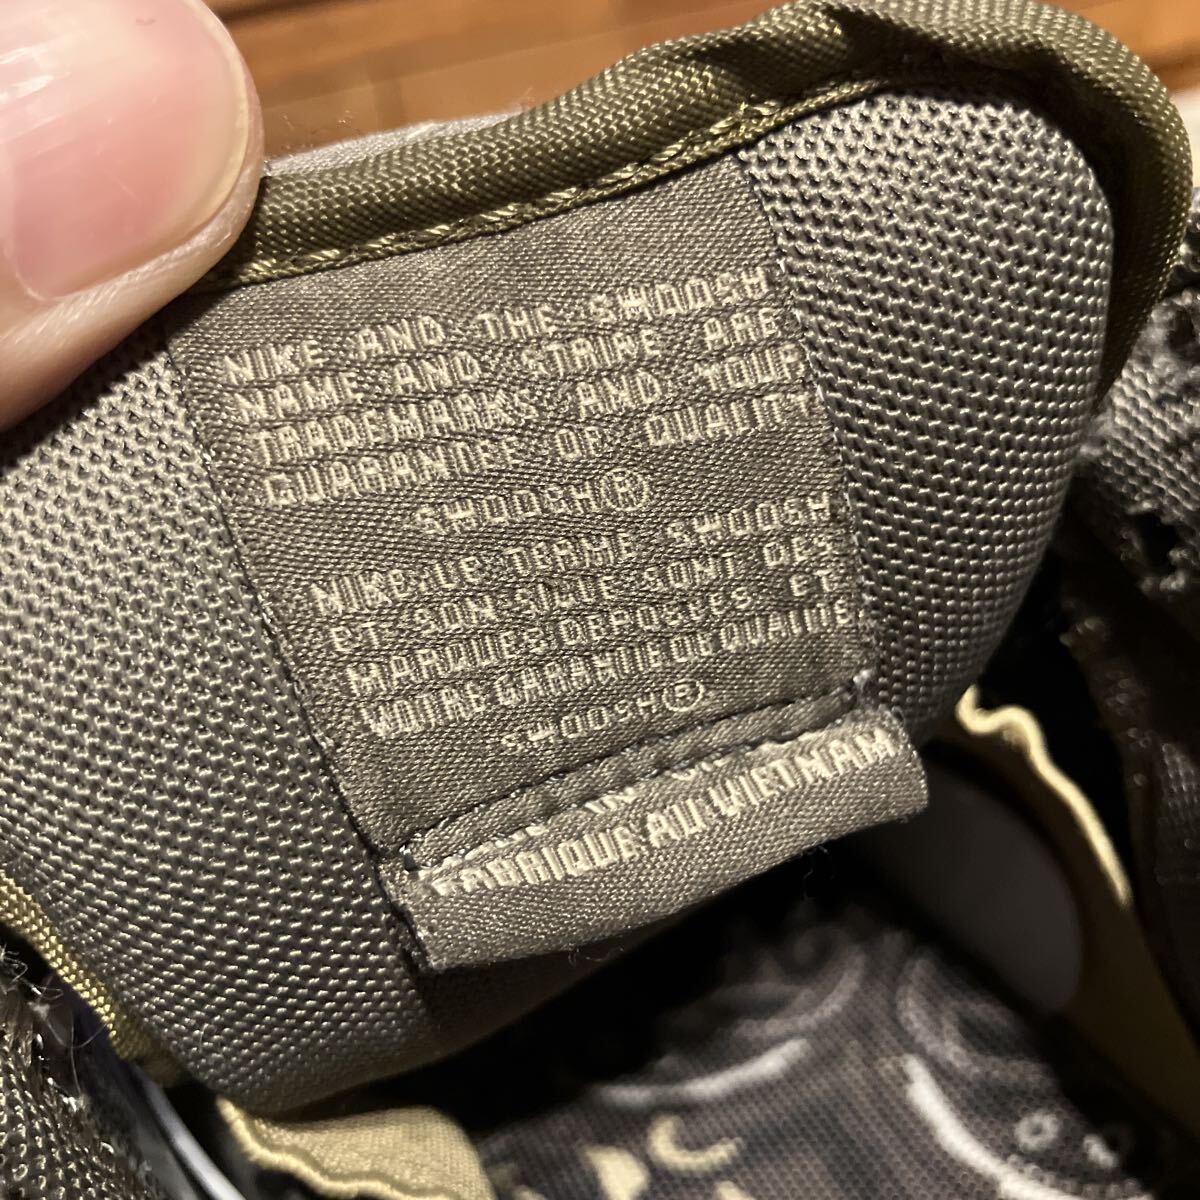 NIKE AND THE SWOOSH
NAME AND STRIPE ARE
TRADEMARKS AND YOUR
GUARANTEE OF QUALITY
SWOOSH®
NIKE, LE TERME SWOOSH
ET SON SIGLE SONT DES
MARQUES DEPOSEES ET
VOTRE GARANTIE DE QUALITE
SWOOSH®
FABRIQUE AU VIETNAM